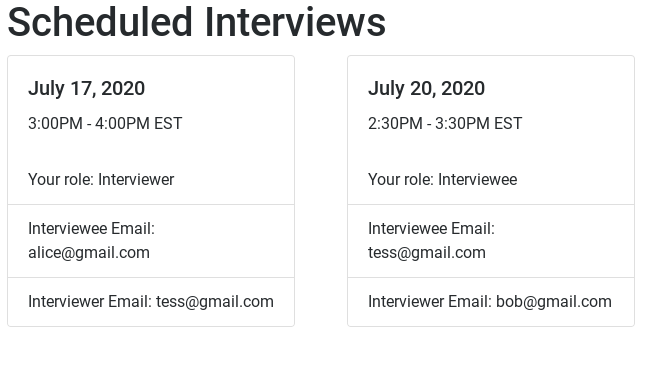 Scheduled Interviews
July 17, 2020
3:00PM - 4:00PM EST
Your role: Interviewer
Interviewee Email:
alice@gmail.com
Interviewer Email: tess@gmail.com
July 20, 2020
2:30PM - 3:30PM EST
Your role: Interviewee
Interviewee Email:
tess@gmail.com
Interviewer Email: bob@gmail.com